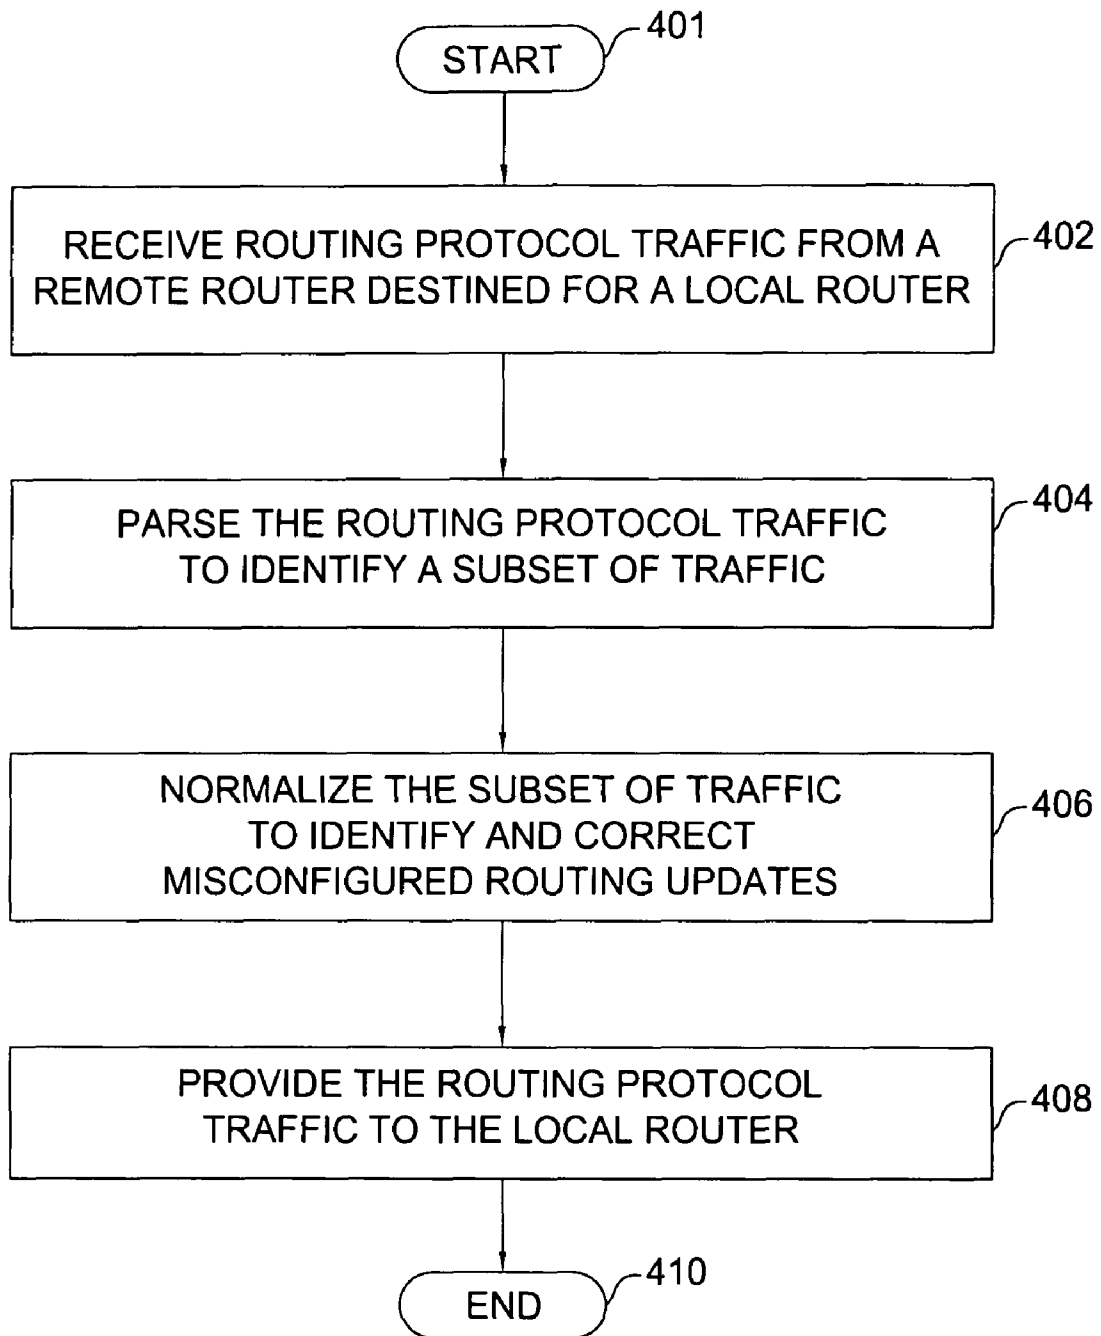 START
401
RECEIVE ROUTING PROTOCOL TRAFFIC FROM A
REMOTE ROUTER DESTINED FOR A LOCAL ROUTER
402
PARSE THE ROUTING PROTOCOL TRAFFIC
TO IDENTIFY A SUBSET OF TRAFFIC
404
NORMALIZE THE SUBSET OF TRAFFIC
TO IDENTIFY AND CORRECT
MISCONFIGURED ROUTING UPDATES
406
PROVIDE THE ROUTING PROTOCOL
TRAFFIC TO THE LOCAL ROUTER
408
END
410